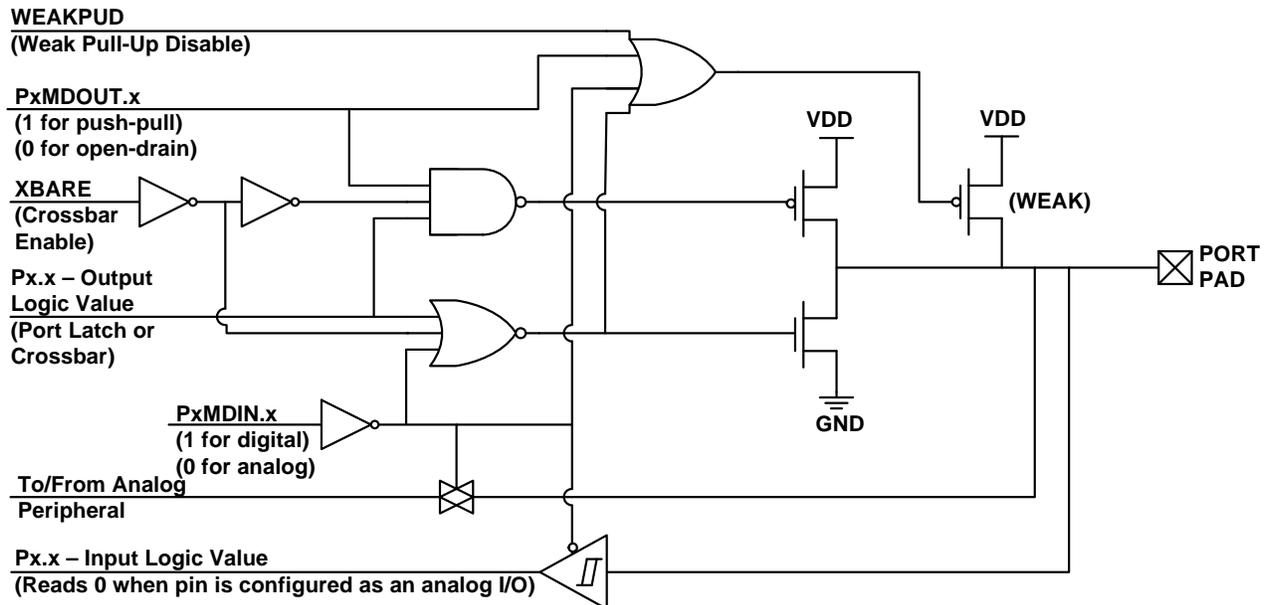 WEAKPUD
(Weak Pull-Up Disable)
PxMDOUT.x
(1 for push-pull)
(0 for open-drain)
XBARE
(Crossbar
Enable)
Px.x – Output
Logic Value
(Port Latch or
Crossbar)
PxMDIN.x
(1 for digital)
(0 for analog)
To/From Analog
Peripheral
Px.x – Input Logic Value
(Reads 0 when pin is configured as an analog I/O)
VDD
VDD
(WEAK)
GND
PORT
PAD